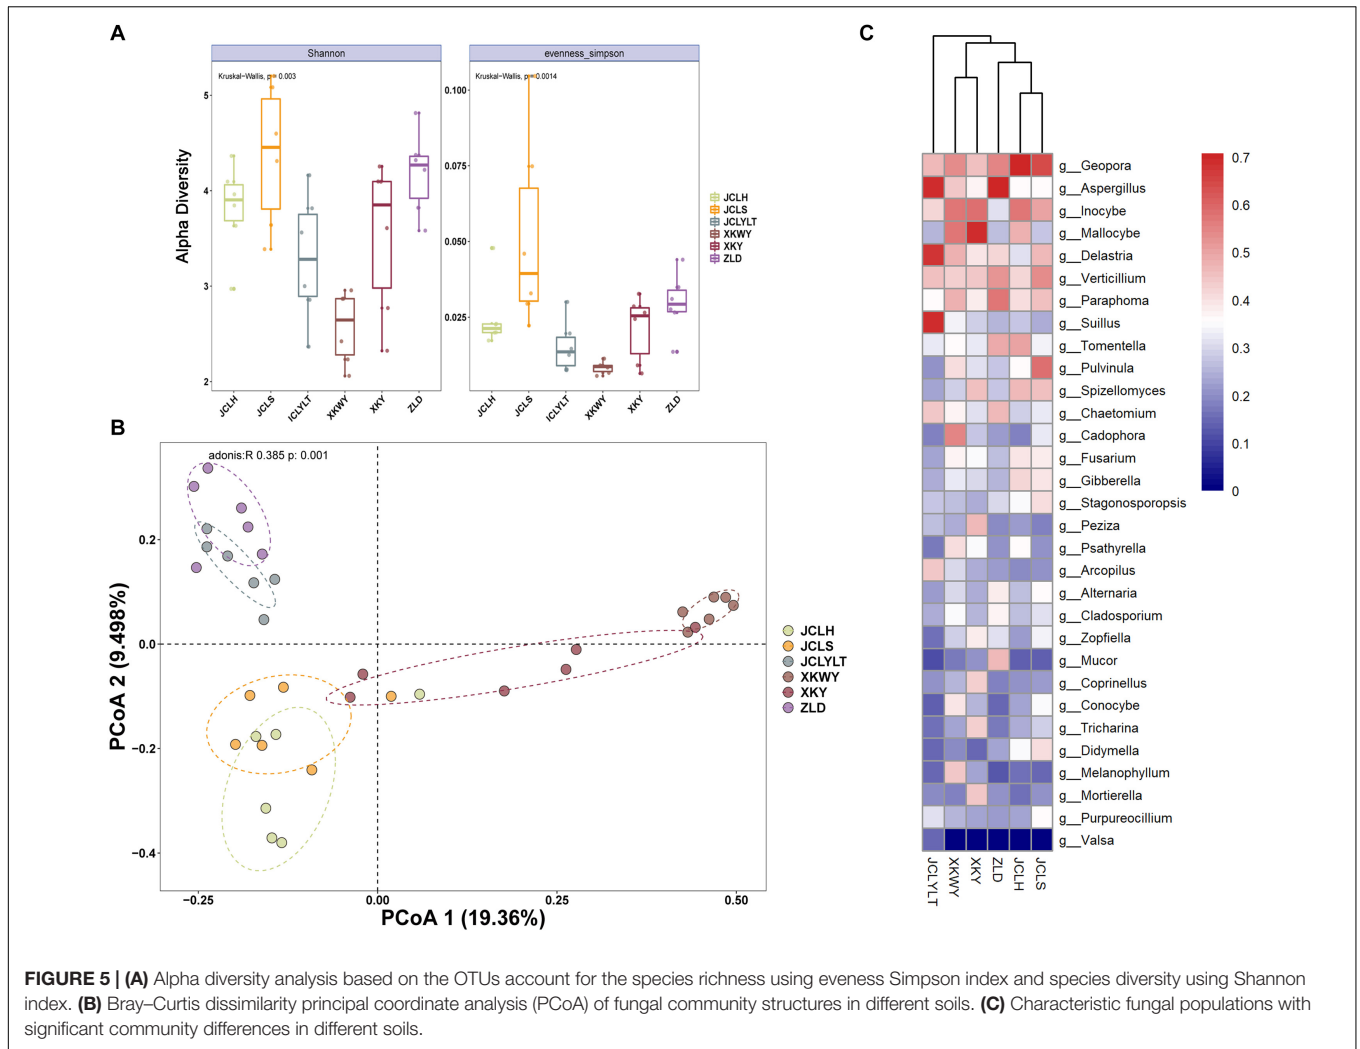 A
Shannon
evenness_simpson
Kruskal-Wallis, p = 0.003
Kruskal-Wallis, p = 0.0014
Alpha Diversity
5
4
3
2
0.100
0.075
0.050
0.025
JCLH
JCLS
JCLYLT
XKWY
XKY
ZLD
JCLH
JCLS
JCLYLT
XKWY
XKY
ZLD
JCLH
JCLS
JCLYLT
XKWY
XKY
ZLD
B
adonis:R 0.385 p: 0.001
PCoA 2 (9.498%)
0.2
0.0
−0.2
−0.4
−0.25
0.00
0.25
0.50
PCoA 1 (19.36%)
JCLH
JCLS
JCLYLT
XKWY
XKY
ZLD
C
g__Geopora
g__Aspergillus
g__Inocybe
g__Mallocybe
g__Delastria
g__Verticillium
g__Paraphoma
g__Suillus
g__Tomentella
g__Pulvinula
g__Spizellomyces
g__Chaetomium
g__Cadophora
g__Fusarium
g__Gibberella
g__Stagonosporopsis
g__Peziza
g__Psathyrella
g__Arcopilus
g__Alternaria
g__Cladosporium
g__Zopfiella
g__Mucor
g__Coprinellus
g__Conocybe
g__Tricharina
g__Didymella
g__Melanophyllum
g__Mortierella
g__Purpureocillium
g__Valsa
JCLYLT
XKWY
XKY
ZLD
JCLH
JCLS
0.7
0.6
0.5
0.4
0.3
0.2
0.1
0
FIGURE 5 | (A) Alpha diversity analysis based on the OTUs account for the species richness using eveness Simpson index and species diversity using Shannon
index. (B) Bray–Curtis dissimilarity principal coordinate analysis (PCoA) of fungal community structures in different soils. (C) Characteristic fungal populations with
significant community differences in different soils.